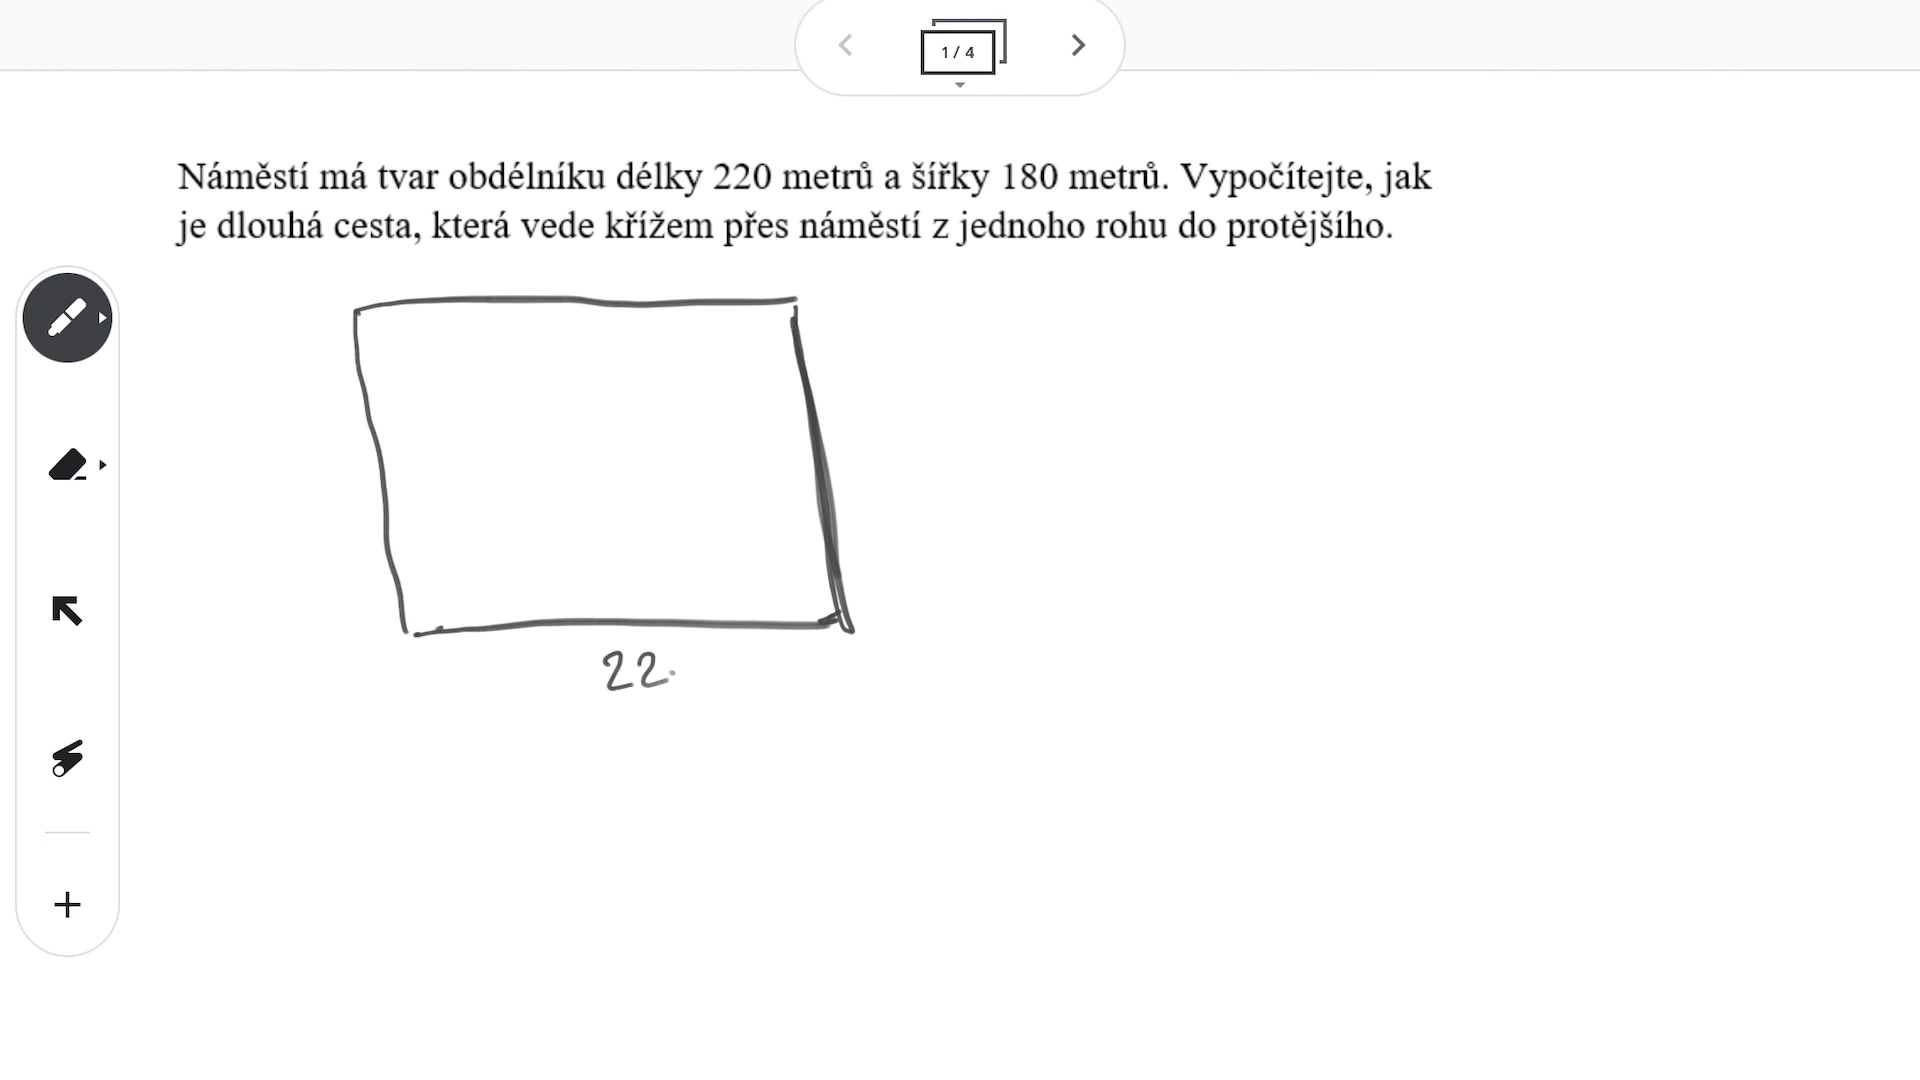 1 / 4
Náměstí má tvar obdélníku délky 220 metrů a šířky 180 metrů. Vypočítejte, jak
je dlouhá cesta, která vede křížem přes náměstí z jednoho rohu do protějšího.
22.